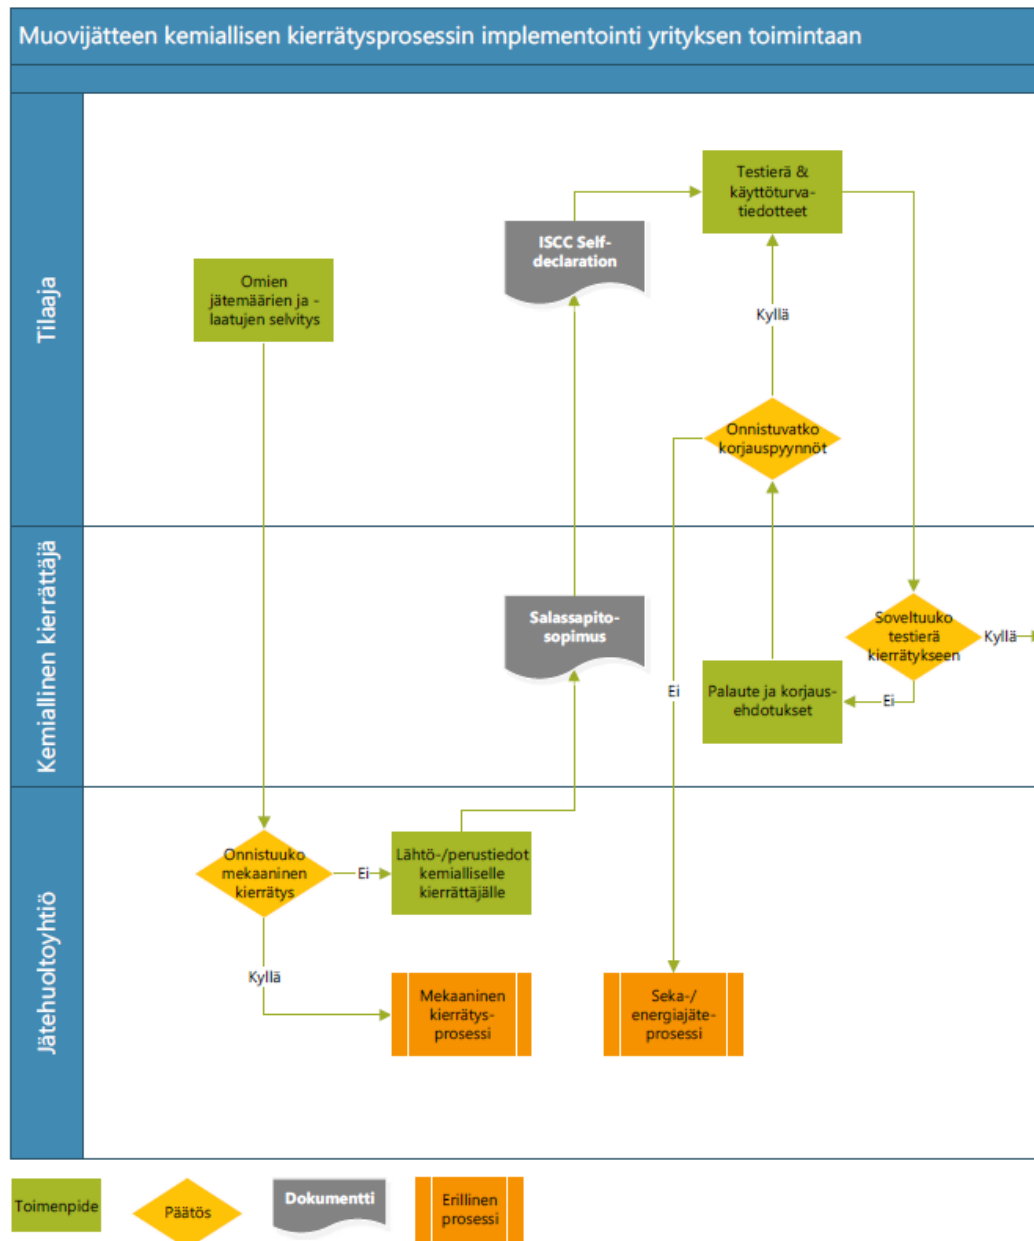 Muovijätteen kemiallisen kierrätysprosessin implementointi yrityksen toimintaan
Tilaaja
Testierä &
käyttöturva-
tiedotteet
ISCC Self-
declaration
Omien
jätemäärien ja -
laatujen selvitys
Kyllä
Onnistuvatko
korjauspyynnöt
Kemiallinen kierrättäjä
Salassapito-
sopimus
Soveltuuko
testierä
kierrätykseen
Kyllä
Ei
Palaute ja korjaus-
ehdotukset
Ei
Jätehuoltoyhtiö
Onnistuuko
mekaaninen
kierrätys
Ei
Lähtö-/perustiedot
kemialliselle
kierrättäjälle
Kyllä
Mekaaninen
kierrätys-
prosessi
Seka-/
energiajäte-
prosessi
Toimenpide
Päätös
Dokumentti
Erillinen
prosessi